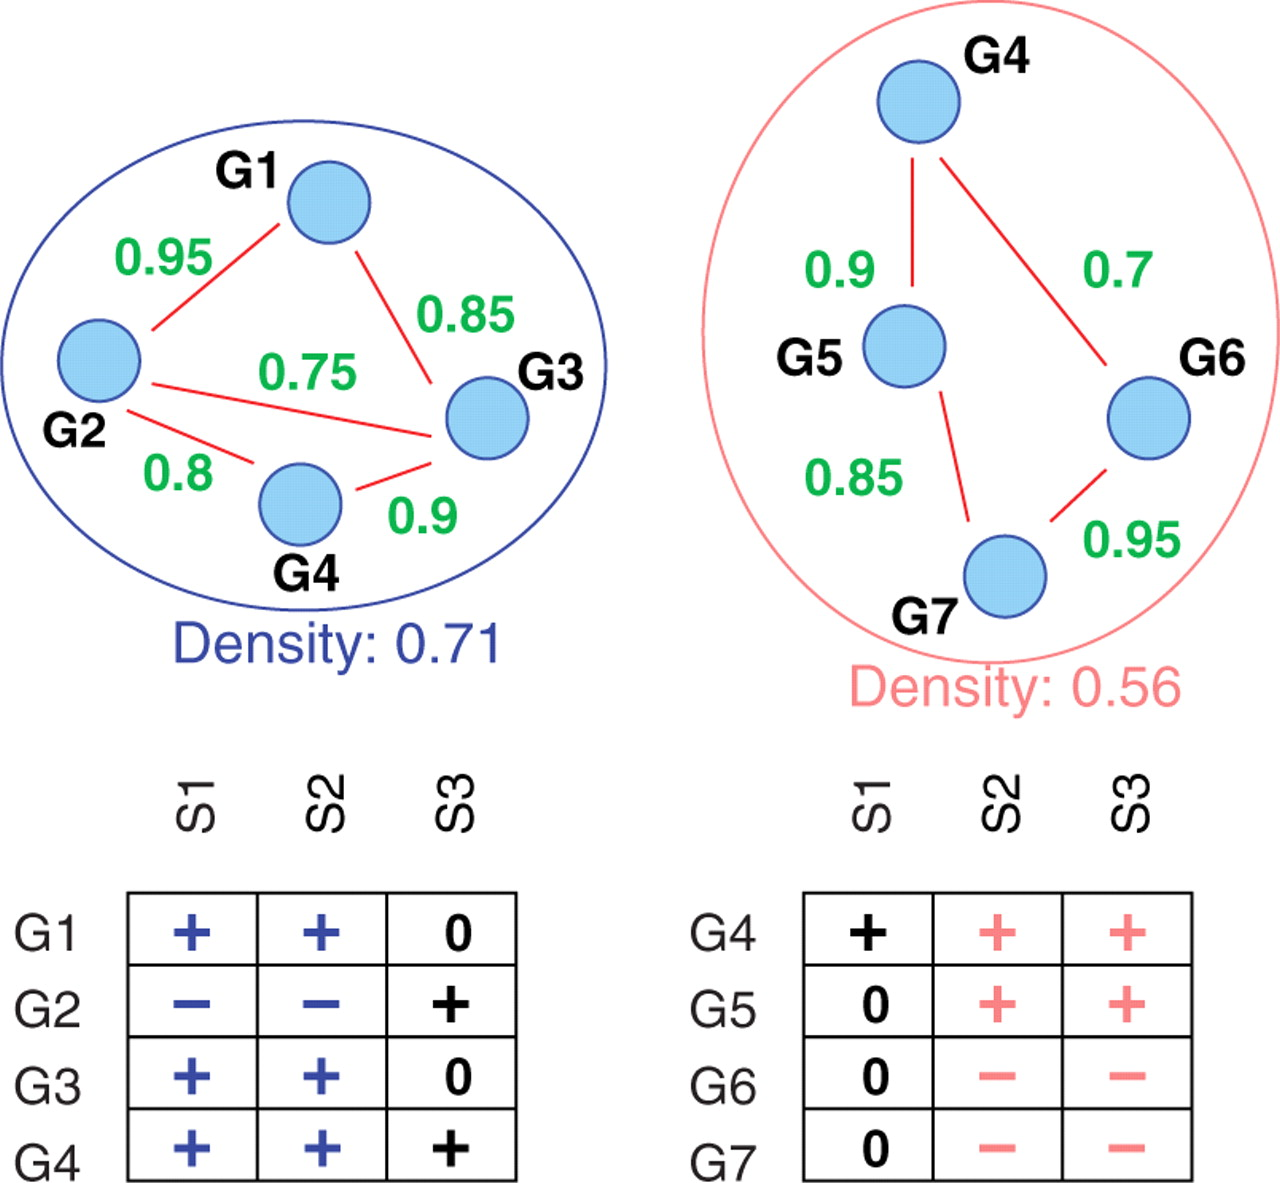 G1
0.95
0.85
0.75
G3
G2
0.8
0.9
G4
Density: 0.71
G4
0.9
0.7
G5
G6
0.85
0.95
G7
Density: 0.56
S1 S2 S3
G1 + + 0
G2 − − +
G3 + + 0
G4 + + +
S1 S2 S3
G4 + + +
G5 0 + +
G6 0 − −
G7 0 − −